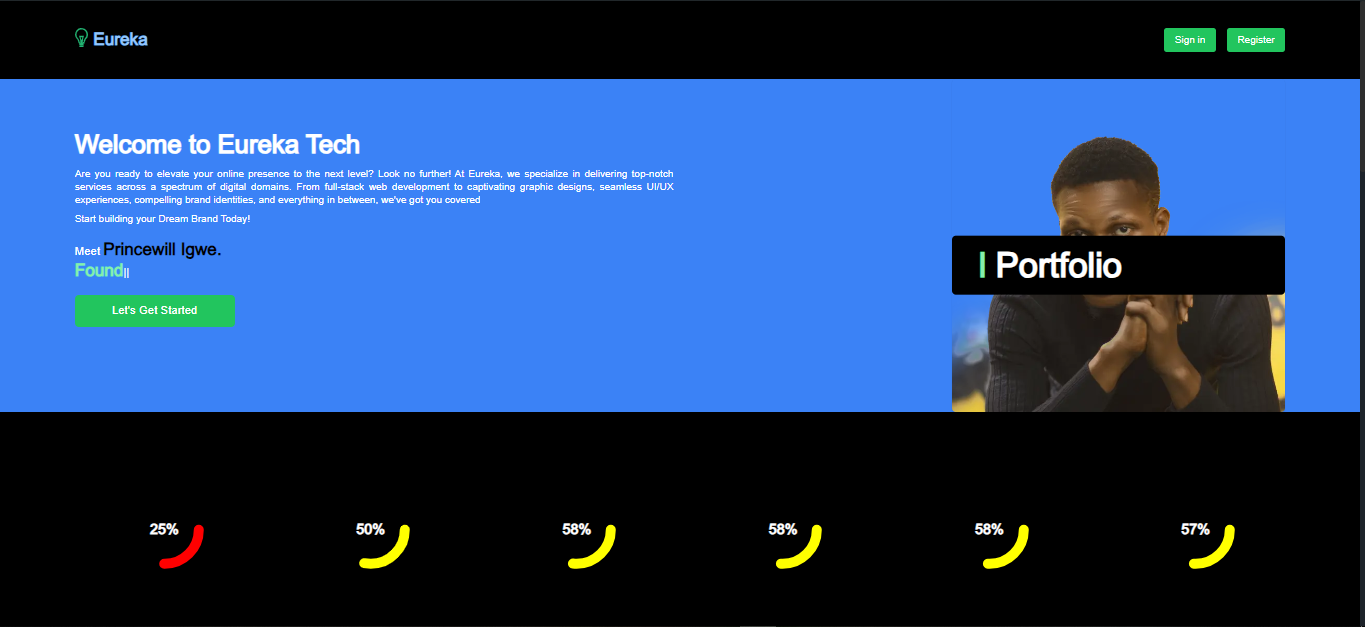 Eureka
Sign in
Register
Welcome to Eureka Tech
Are you ready to elevate your online presence to the next level? Look no further! At Eureka, we specialize in delivering top-notch
services across a spectrum of digital domains. From full-stack web development to captivating graphic designs, seamless UI/UX
experiences, compelling brand identities, and everything in between, we've got you covered
Start building your Dream Brand Today!
Meet Princewill Igwe.
Found||
Let's Get Started
| Portfolio
25%
50%
58%
58%
58%
57%